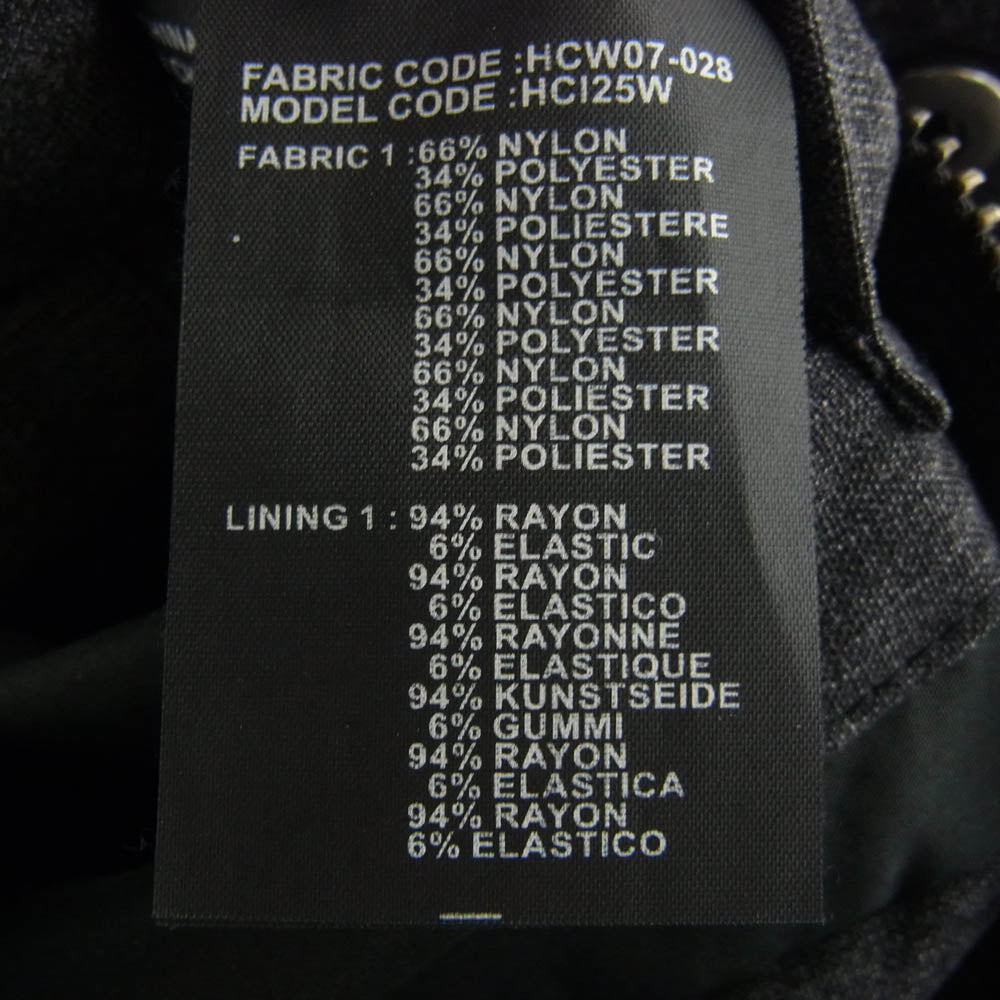 FABRIC CODE :HCW07-028
MODEL CODE :HCI25W
FABRIC 1 :66% NYLON
34% POLYESTER
66% NYLON
34% POLIESTERE
66% NYLON
34% POLYESTER
66% NYLON
34% POLYESTER
66% NYLON
34% POLIESTER
66% NYLON
34% POLIESTER
LINING 1 : 94% RAYON
6% ELASTIC
94% RAYON
6% ELASTICO
94% RAYONNE
6% ELASTIQUE
94% KUNSTSEIDE
6% GUMMI
94% RAYON
6% ELASTICA
94% RAYON
6% ELASTICO